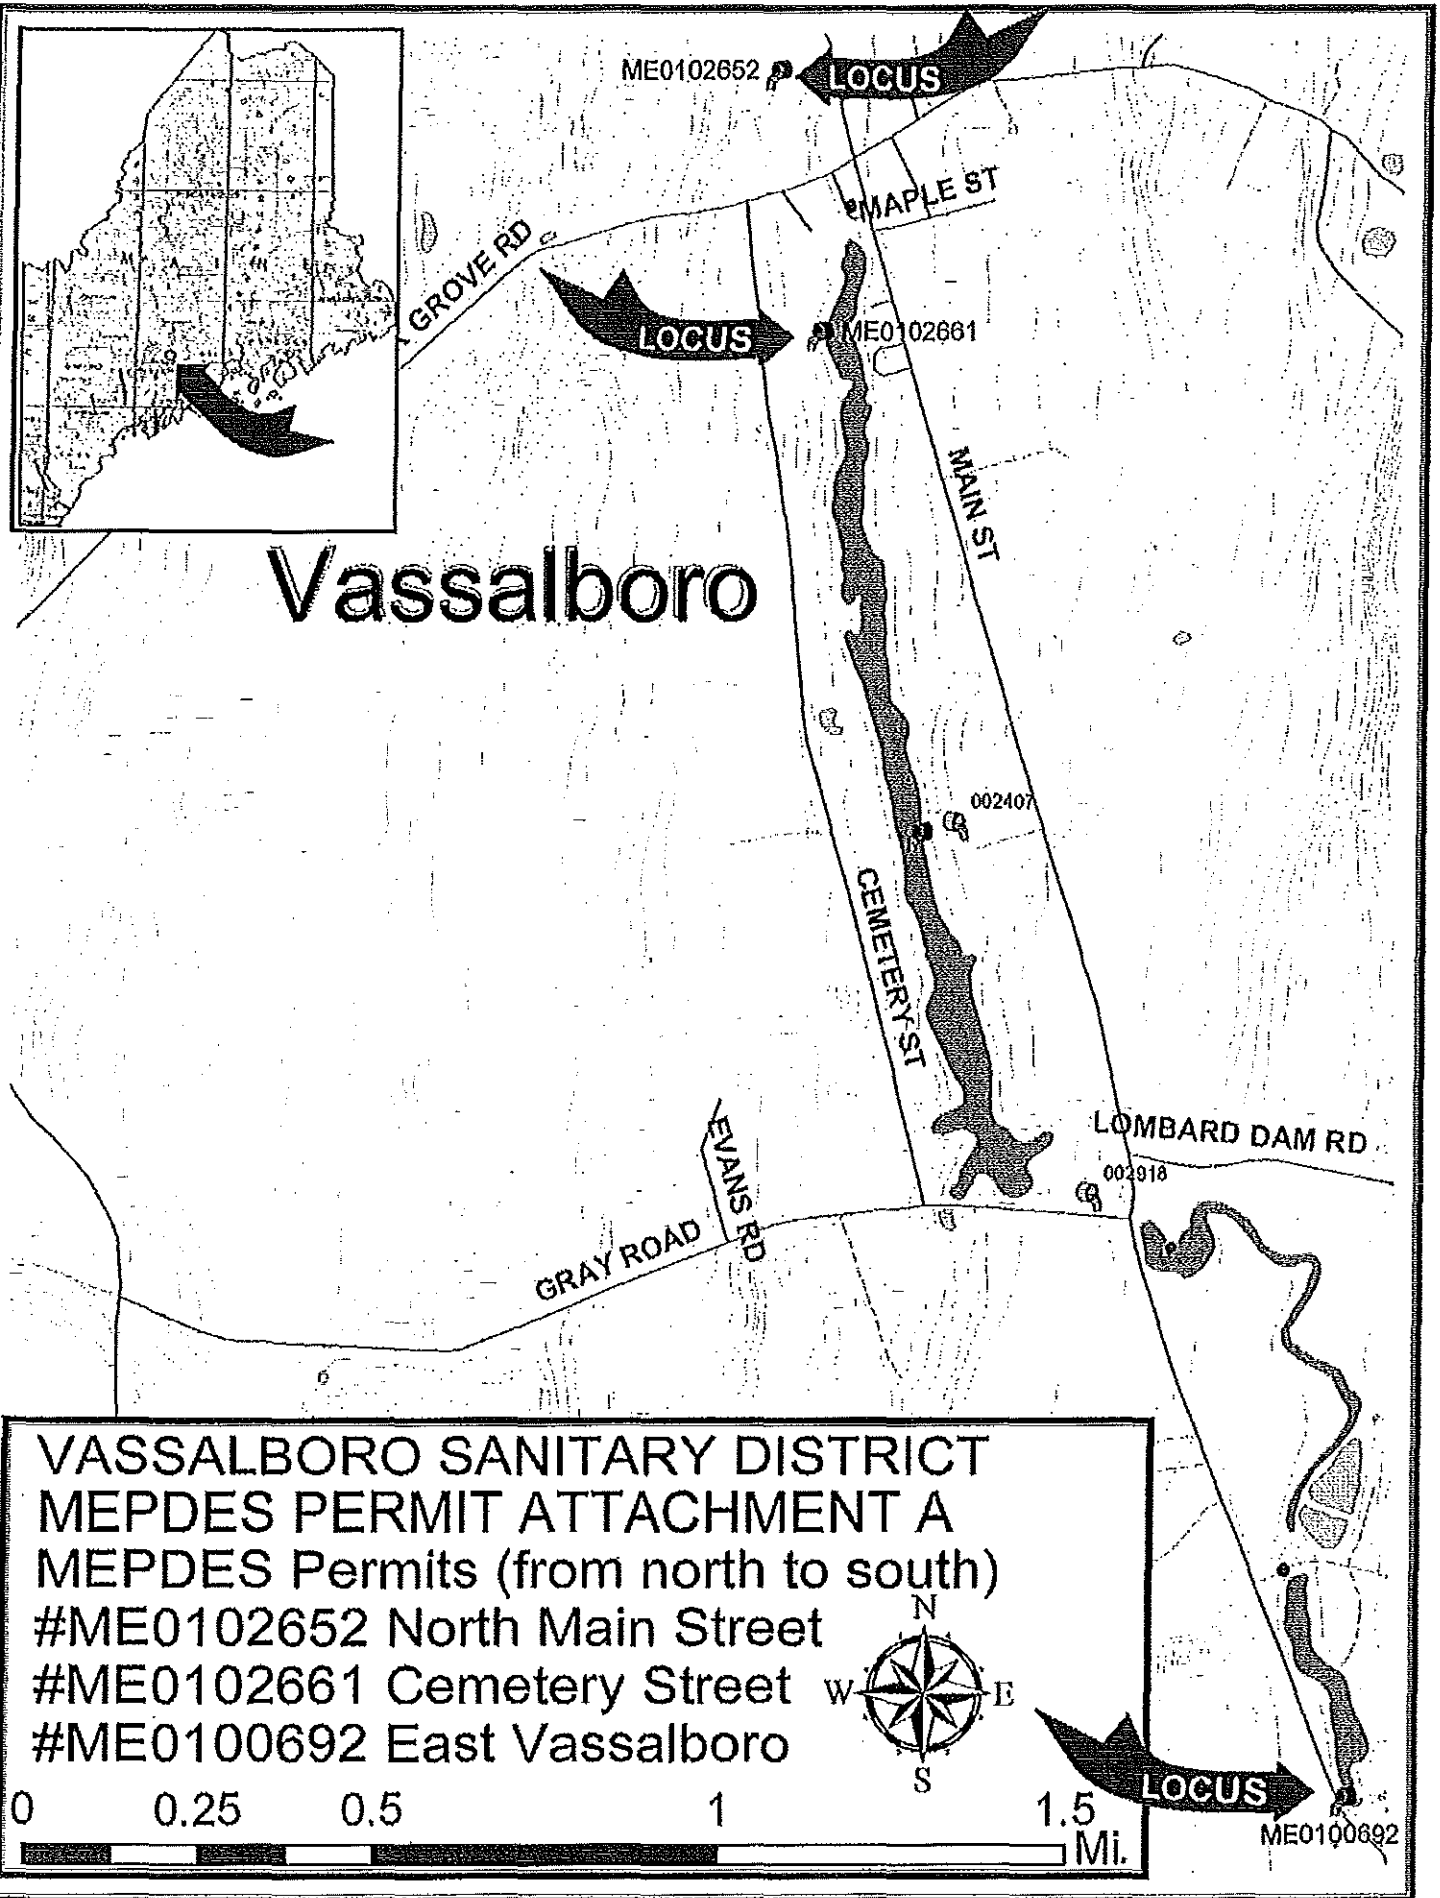 ME0102652
LOCUS
MAPLE ST
GROVE RD
LOCUS
ME0102661
MAIN ST
Vassalboro
002407
CEMETERY ST
LOMBARD DAM RD
002918
EVANS RD
GRAY ROAD
VASSALBORO SANITARY DISTRICT
MEPDES PERMIT ATTACHMENT A
MEPDES Permits (from north to south)
#ME0102652 North Main Street
#ME0102661 Cemetery Street
#ME0100692 East Vassalboro
N
W
E
S
0 0.25 0.5 1 1.5
Mi.
LOCUS
ME0100692